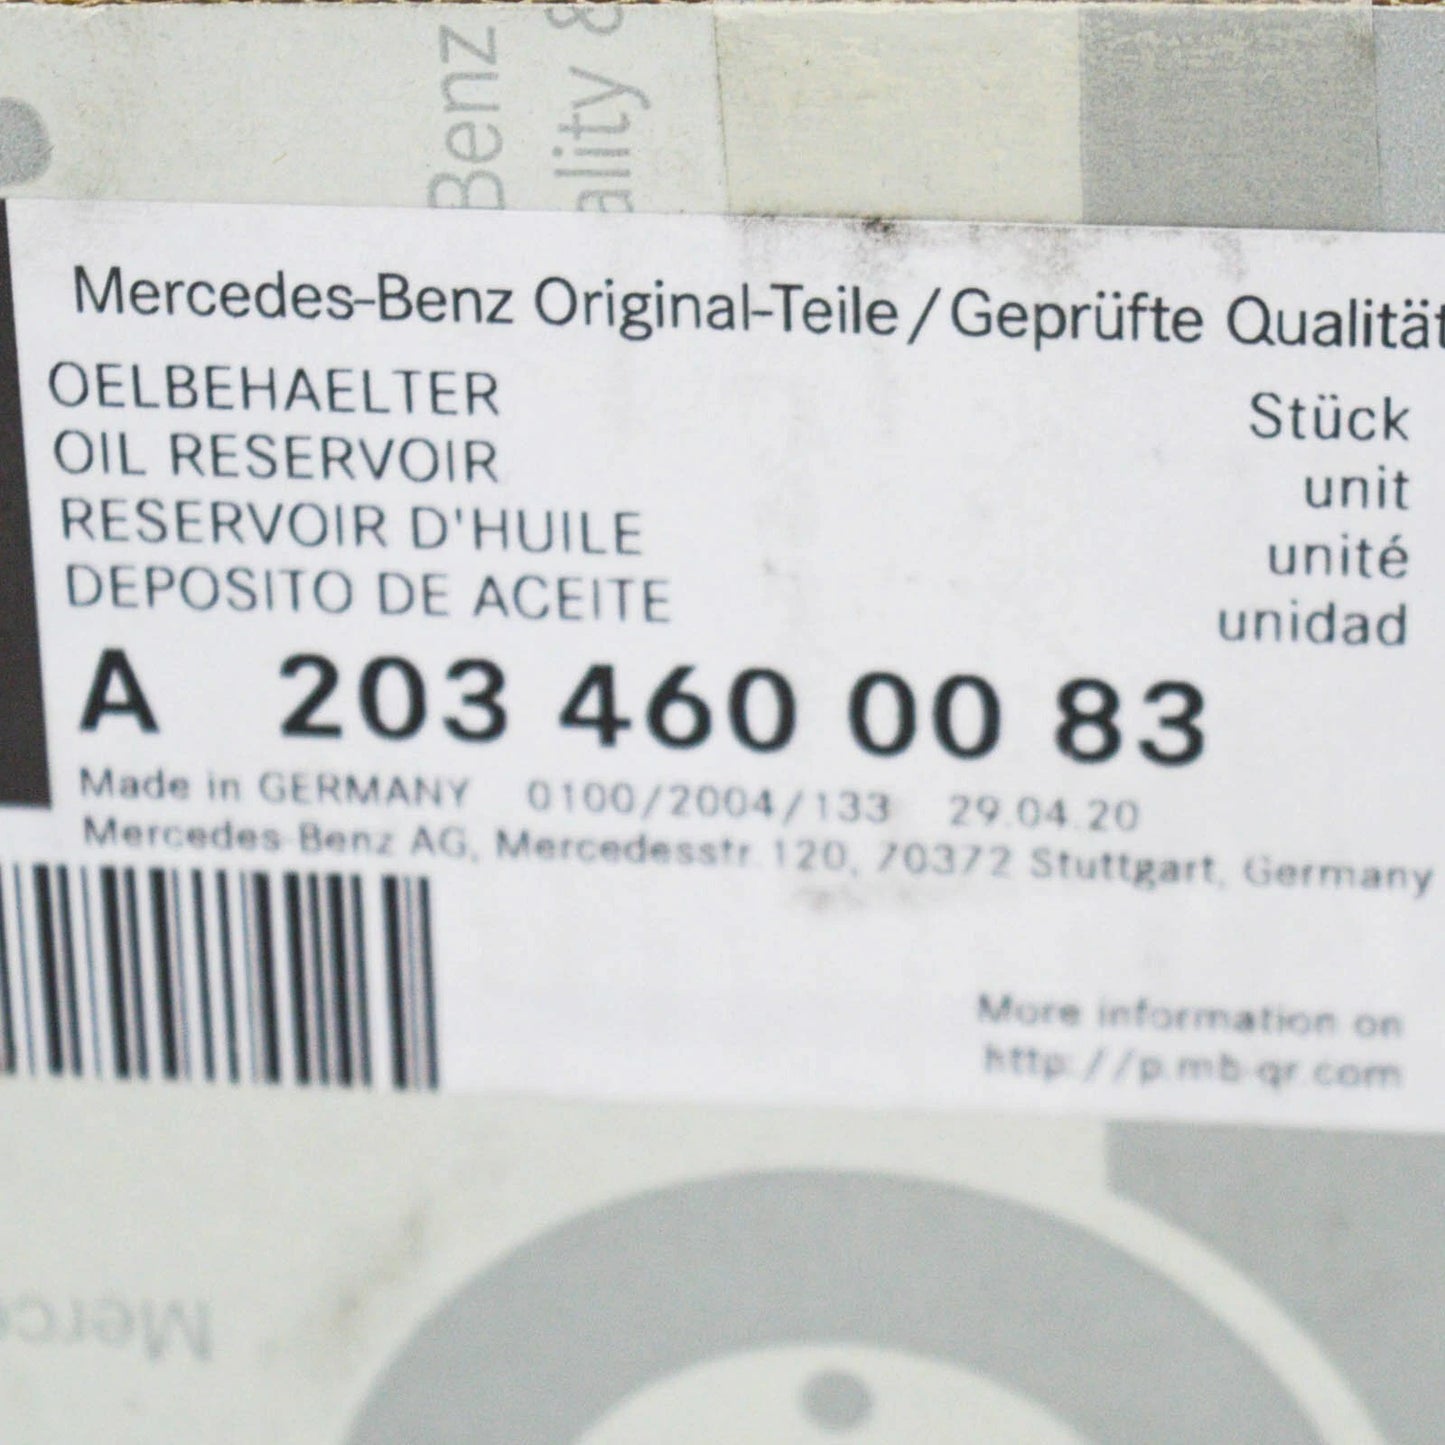 Benz
ality &
Mercedes-Benz Original-Teile / Geprüfte Qualität
OELBEHAELTER
OIL RESERVOIR
RESERVOIR D'HUILE
DEPOSITO DE ACEITE
Stück
unit
unité
unidad
A 203 460 00 83
Made in GERMANY 0100/2004/133 29.04.20
Mercedes-Benz AG, Mercedesstr. 120, 70372 Stuttgart, Germany
More information on
http://p.mb-qr.com
Merc